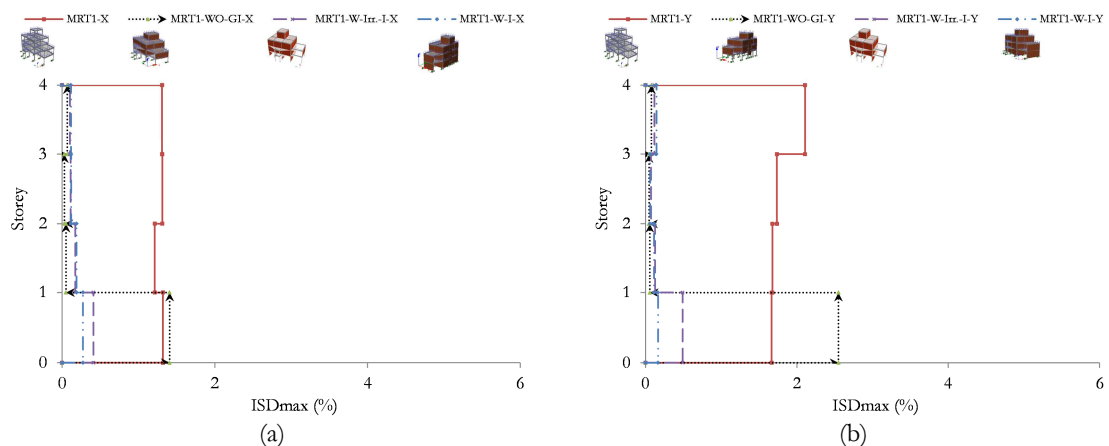 MRT1-X MRT1-WO-GI-X MRT1-W-Irr.-I-X MRT1-W-I-X
4
3
2
1
0
Storey
0 2 4 6
ISDmax (%)
(a)
MRT1-Y MRT1-WO-GI-Y MRT1-W-Irr.-I-Y MRT1-W-I-Y
4
3
2
1
0
Storey
0 2 4 6
ISDmax (%)
(b)